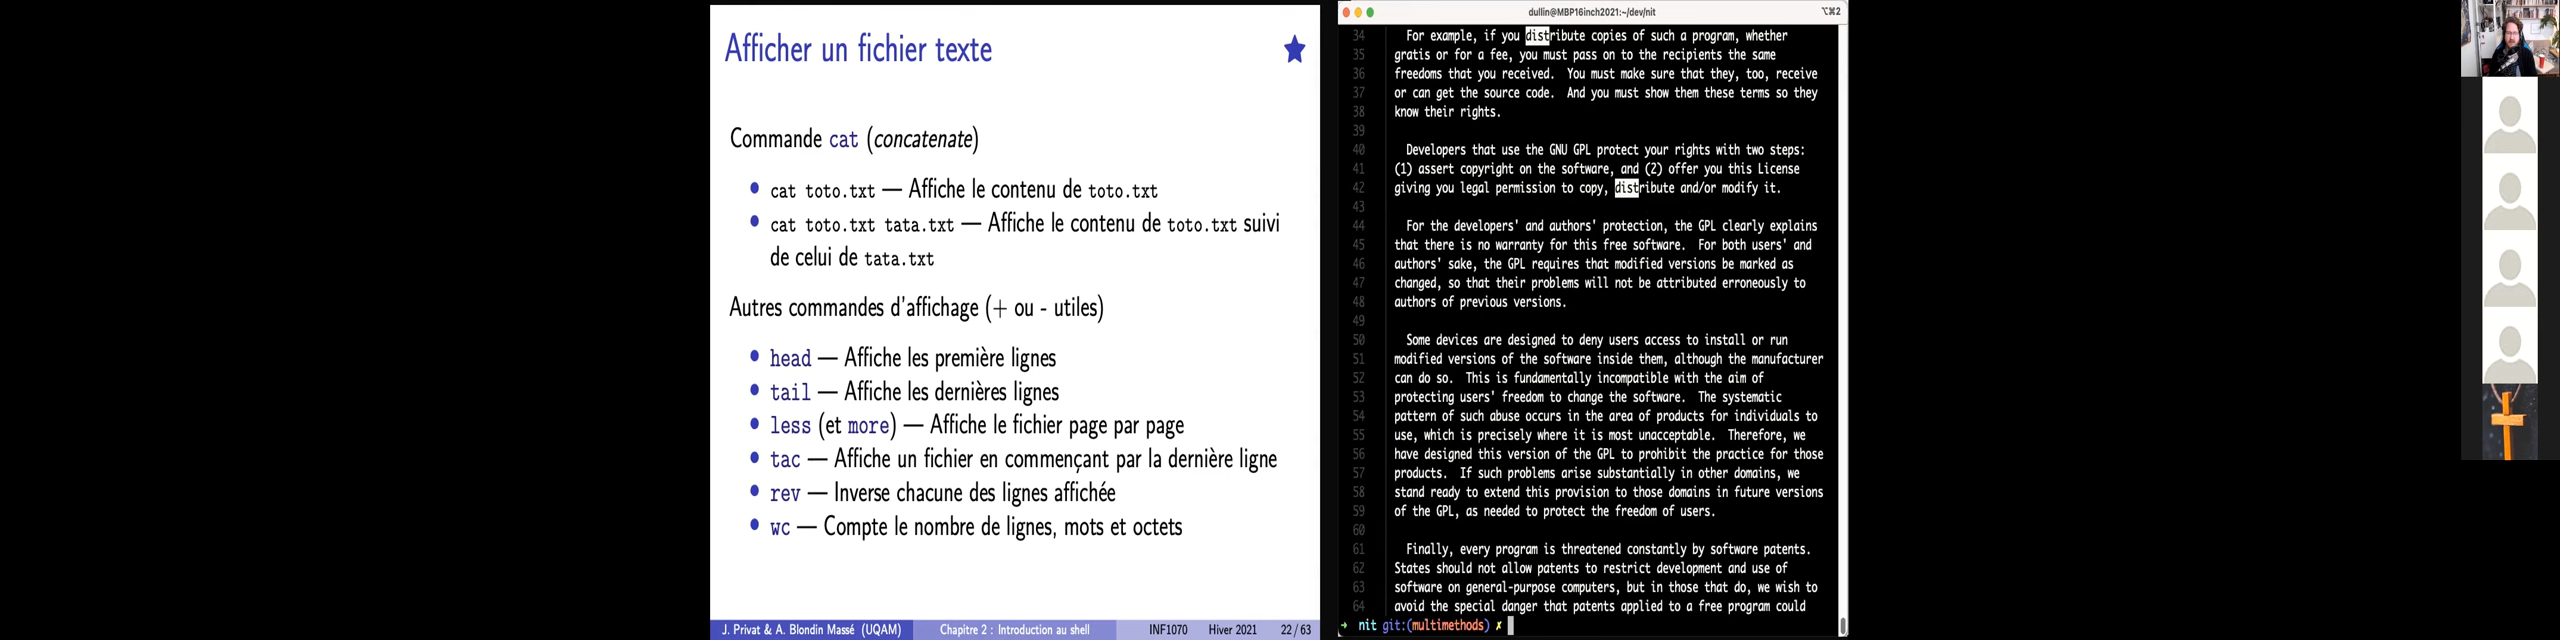 Afficher un fichier texte
Commande cat (concatenate)
• cat toto.txt — Affiche le contenu de toto.txt
• cat toto.txt tata.txt — Affiche le contenu de toto.txt suivi
de celui de tata.txt
Autres commandes d'affichage (+ ou - utiles)
• head — Affiche les première lignes
• tail — Affiche les dernières lignes
• less (et more) — Affiche le fichier page par page
• tac — Affiche un fichier en commençant par la dernière ligne
• rev — Inverse chacune des lignes affichée
• wc — Compte le nombre de lignes, mots et octets
J. Privat & A. Blondin Massé (UQAM) Chapitre 2 : Introduction au shell INF1070 Hiver 2021 22 / 63
dullin@MBP16inch2021:~/dev/nit ⌥⌘2
34 For example, if you distribute copies of such a program, whether
35 gratis or for a fee, you must pass on to the recipients the same
36 freedoms that you received. You must make sure that they, too, receive
37 or can get the source code. And you must show them these terms so they
38 know their rights.
39
40 Developers that use the GNU GPL protect your rights with two steps:
41 (1) assert copyright on the software, and (2) offer you this License
42 giving you legal permission to copy, distribute and/or modify it.
43
44 For the developers' and authors' protection, the GPL clearly explains
45 that there is no warranty for this free software. For both users' and
46 authors' sake, the GPL requires that modified versions be marked as
47 changed, so that their problems will not be attributed erroneously to
48 authors of previous versions.
49
50 Some devices are designed to deny users access to install or run
51 modified versions of the software inside them, although the manufacturer
52 can do so. This is fundamentally incompatible with the aim of
53 protecting users' freedom to change the software. The systematic
54 pattern of such abuse occurs in the area of products for individuals to
55 use, which is precisely where it is most unacceptable. Therefore, we
56 have designed this version of the GPL to prohibit the practice for those
57 products. If such problems arise substantially in other domains, we
58 stand ready to extend this provision to those domains in future versions
59 of the GPL, as needed to protect the freedom of users.
60
61 Finally, every program is threatened constantly by software patents.
62 States should not allow patents to restrict development and use of
63 software on general-purpose computers, but in those that do, we wish to
64 avoid the special danger that patents applied to a free program could
➜ nit git:(multimethods) ✗